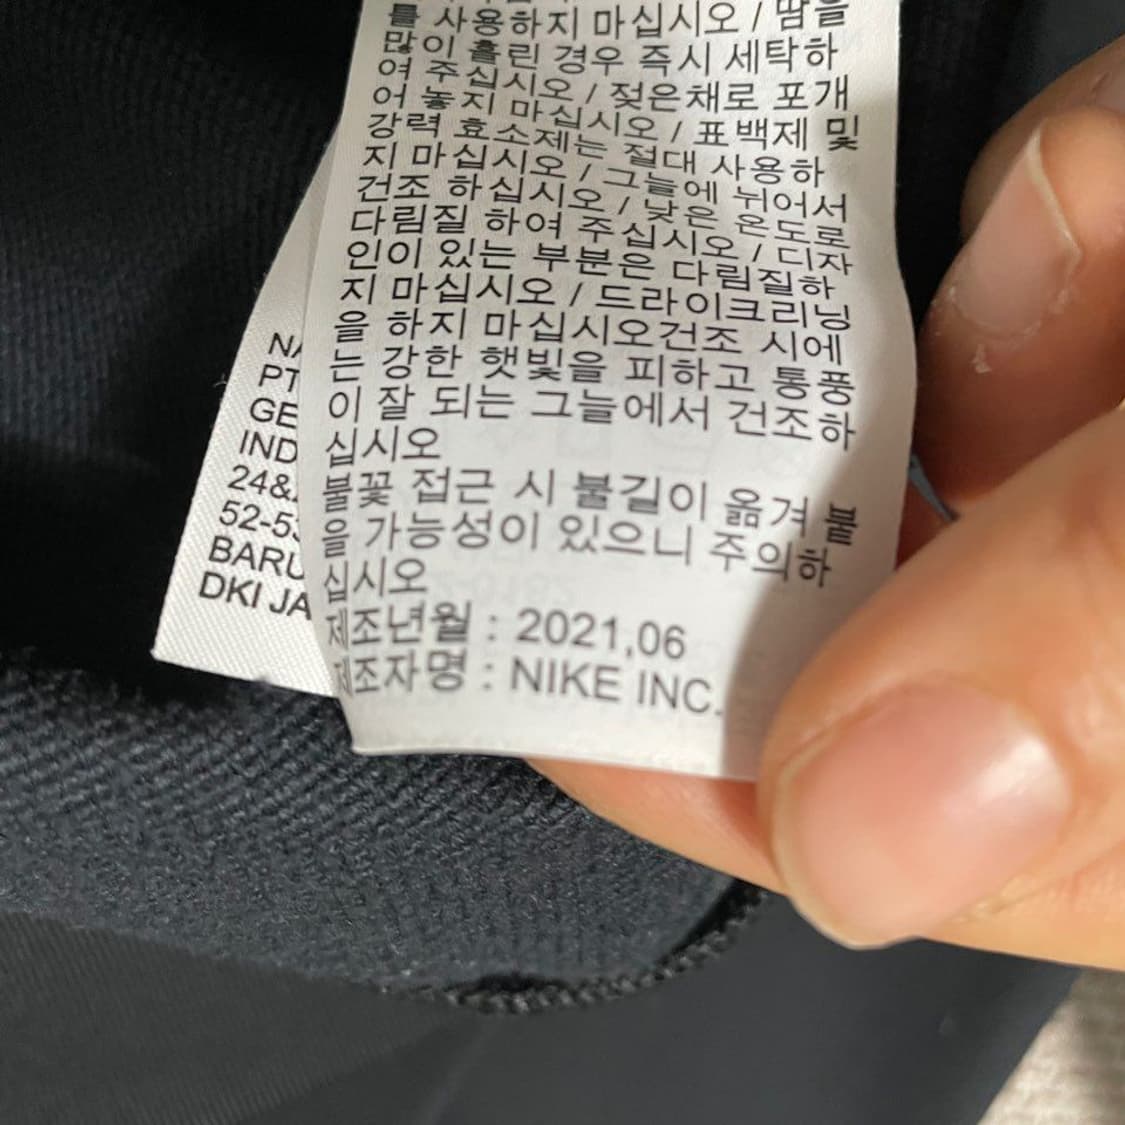 를 사용하지 마십시오 / 땀을
많이 흘린 경우 즉시 세탁하
여 주십시오 / 젖은채로 포개
어 놓지 마십시오 / 표백제 및
강력 효소제는 절대 사용하
지 마십시오 / 그늘에 뉘어서
건조 하십시오 / 낮은 온도로
다림질 하여 주십시오 / 디자
인이 있는 부분은 다림질하
지 마십시오 / 드라이크리닝
을 하지 마십시오건조 시에
는 강한 햇빛을 피하고 통풍
이 잘 되는 그늘에서 건조하
십시오
불꽃 접근 시 불길이 옮겨 붙
을 가능성이 있으니 주의하
십시오
제조년월 : 2021,06
제조자명 : NIKE INC.
PT
GE
IND
24&
52-53
BARU
DKI JA